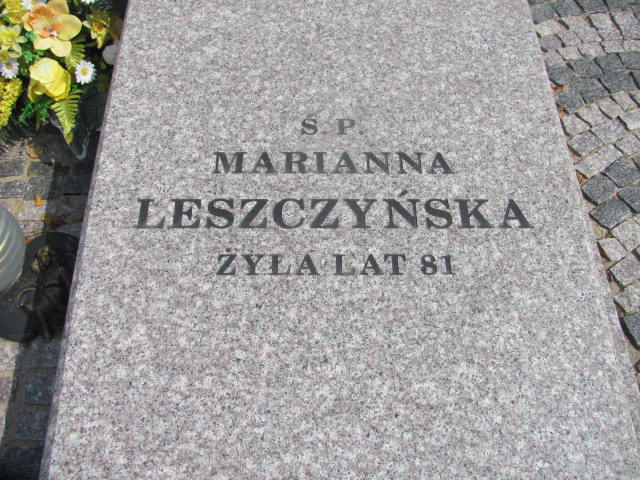 Ś. P.
MARIANNA
LESZCZYŃSKA
ŻYŁA LAT 81